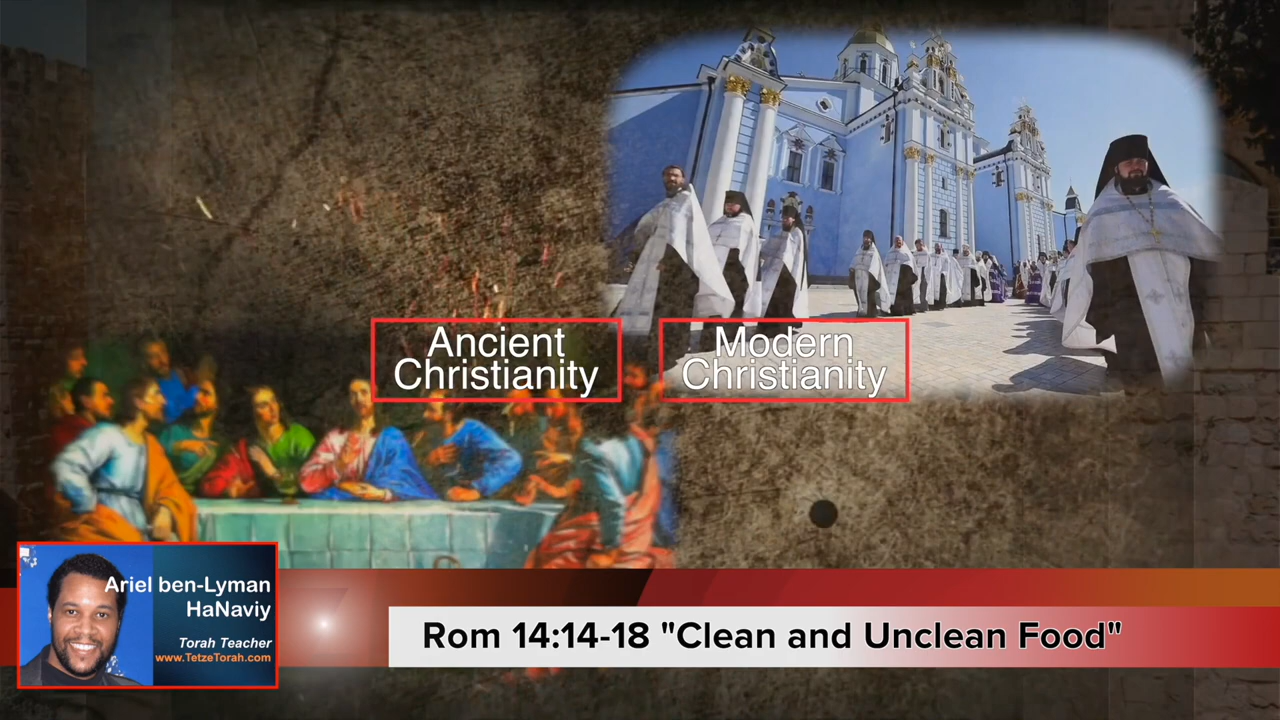 Ancient
Christianity
Modern
Christianity
Ariel ben-Lyman
HaNaviy
Torah Teacher
www.TetzeTorah.com
Rom 14:14-18 "Clean and Unclean Food"